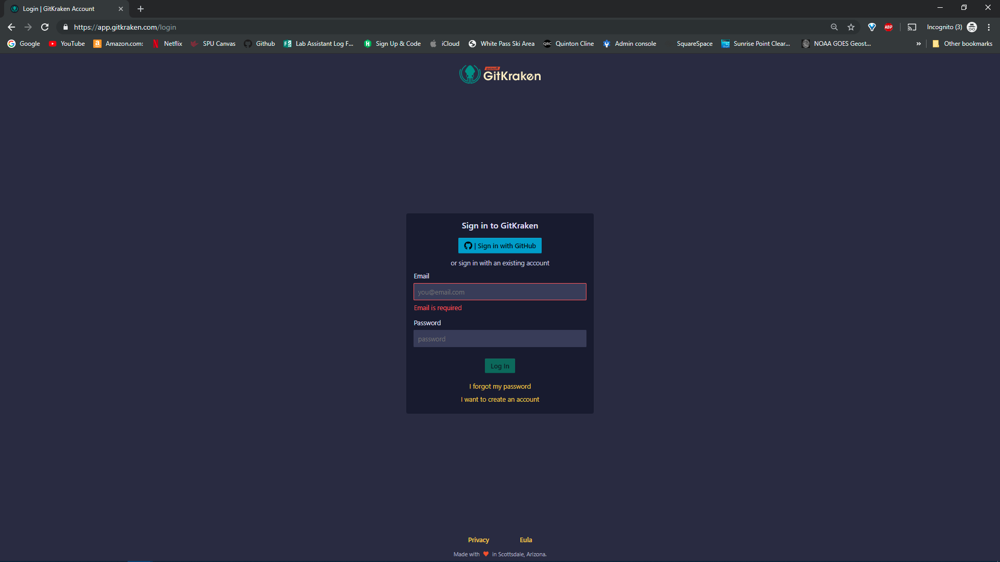 Login | GitKraken Account
https://app.gitkraken.com/login
ABP
Incognito (3)
Google
YouTube
Amazon.com:
Netflix
SPU Canvas
Github
Lab Assistant Log F...
Sign Up & Code
iCloud
White Pass Ski Area
QRC
Quinton Cline
Admin console
SquareSpace
Sunrise Point Clear...
NOAA GOES Geost...
»
Other bookmarks
axosoft
GitKraken
Sign in to GitKraken
| Sign in with GitHub
or sign in with an existing account
Email
you@email.com
Email is required
Password
password
Log In
I forgot my password
I want to create an account
Privacy Eula
Made with ♥ in Scottsdale, Arizona.